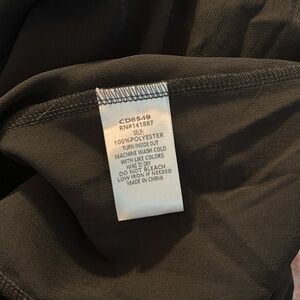 CD8549
RN#141887
SELF:
100%POLYESTER
TURN INSIDE OUT
MACHINE WASH COLD
WITH LIKE COLORS
HANG TO DRY
DO NOT BLEACH
LOW IRON IF NEEDED
MADE IN CHINA